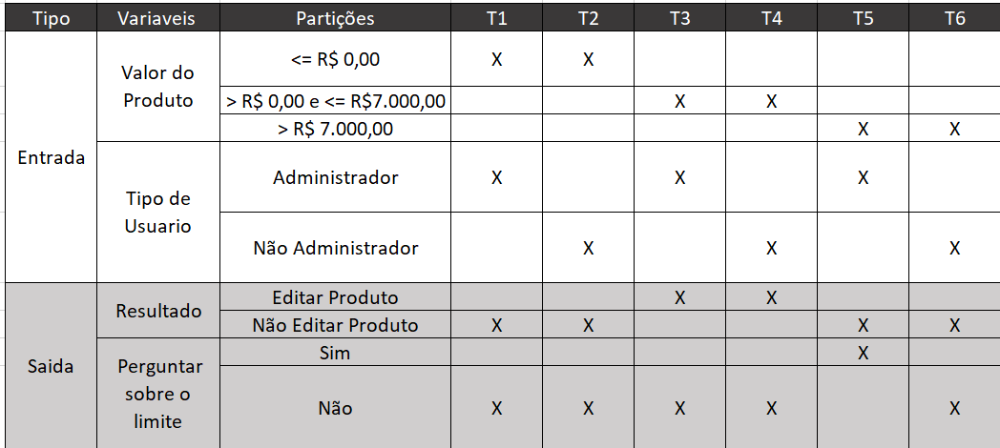 Tipo Variaveis Partições T1 T2 T3 T4 T5 T6
Entrada
Valor do
Produto
<= R$ 0,00 X X
> R$ 0,00 e <= R$7.000,00 X X
> R$ 7.000,00 X X
Tipo de
Usuario
Administrador X X X
Não Administrador X X X
Saida
Resultado
Editar Produto X X
Não Editar Produto X X X X
Perguntar
sobre o
limite
Sim X
Não X X X X X